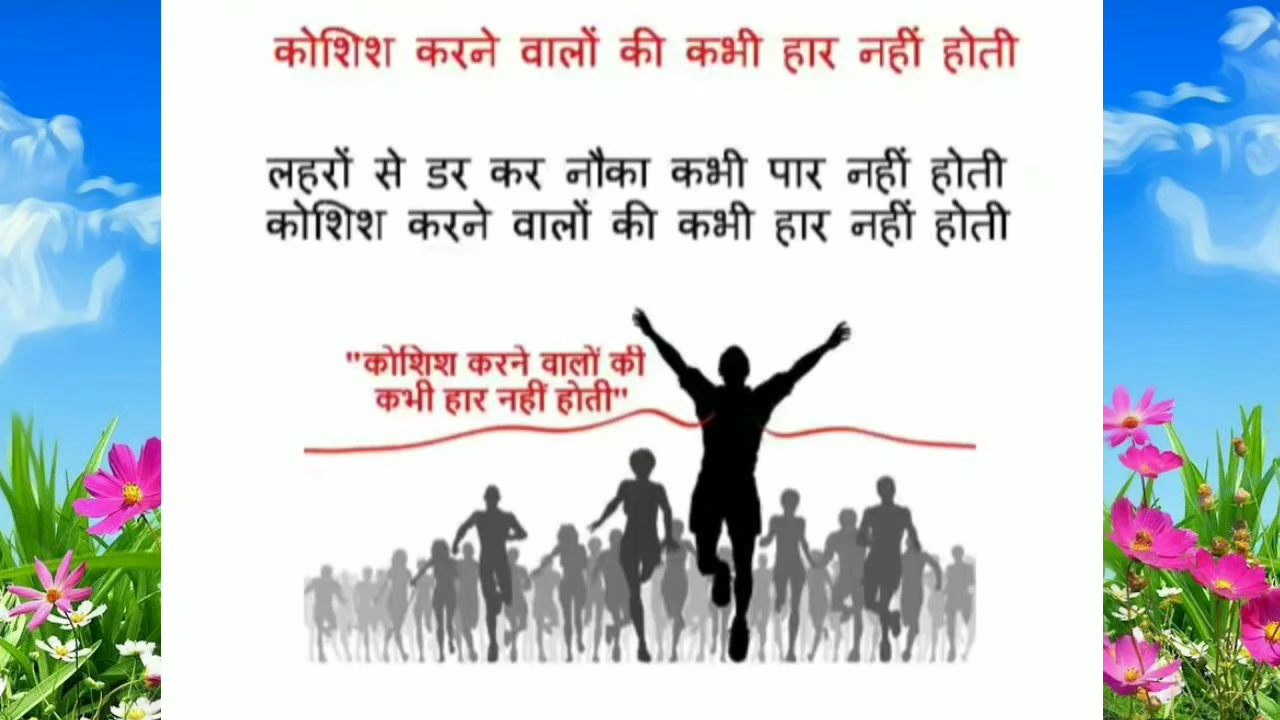 कोशिश करने वालों की कभी हार नहीं होती
लहरों से डर कर नौका कभी पार नहीं होती
कोशिश करने वालों की कभी हार नहीं होती
"कोशिश करने वालों की
कभी हार नहीं होती"